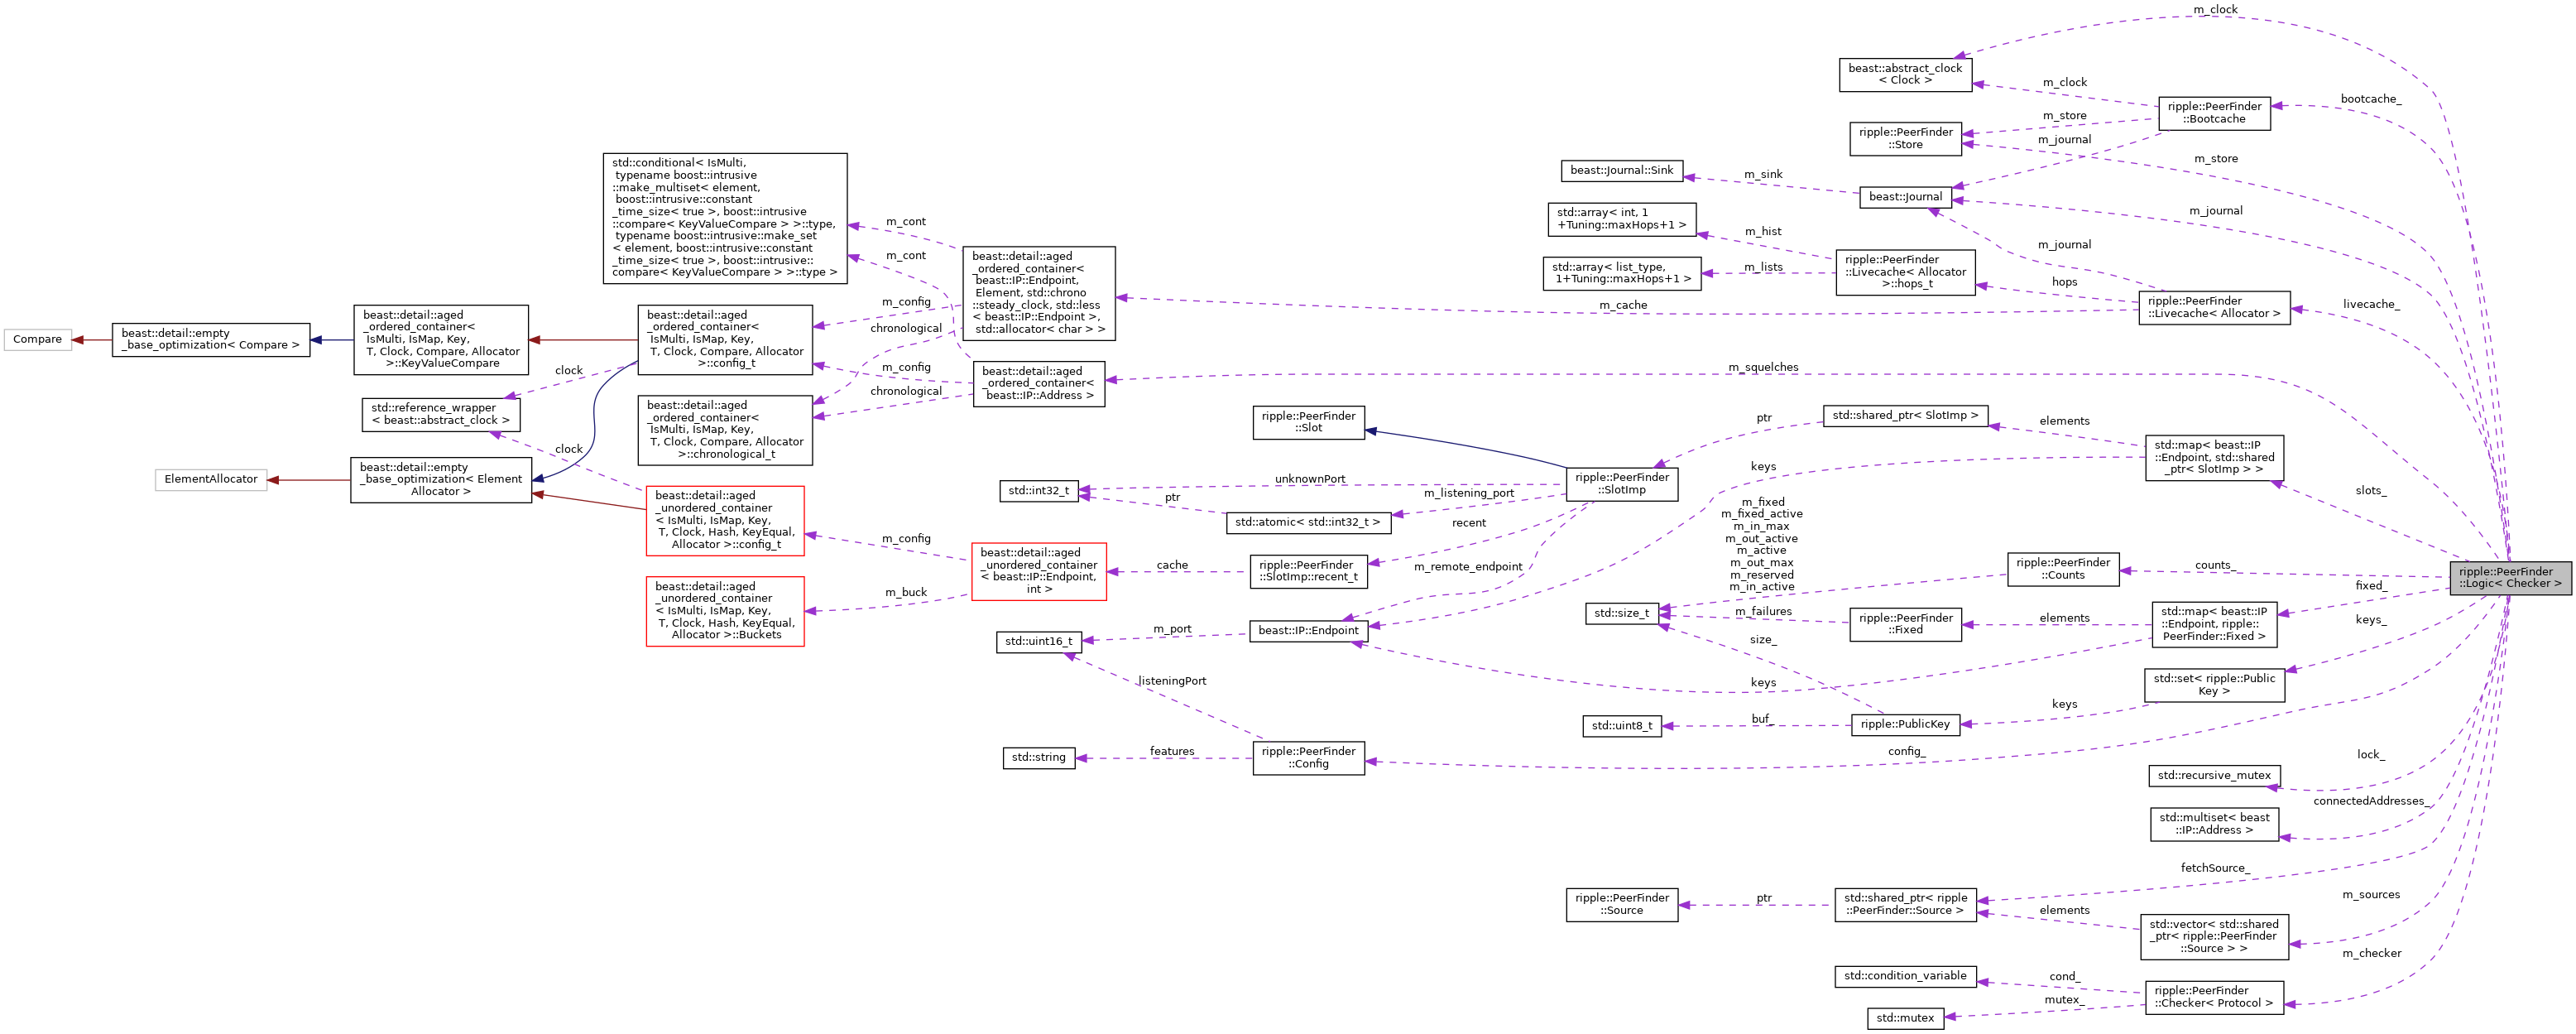 m_clock
beast::abstract_clock
< Clock >
m_clock
bootcache_
ripple::PeerFinder
::Bootcache
m_store
ripple::PeerFinder
::Store
m_journal
m_store
std::conditional< IsMulti,
typename boost::intrusive
::make_multiset< element,
boost::intrusive::constant
_time_size< true >, boost::intrusive
::compare< KeyValueCompare > >::type,
typename boost::intrusive::make_set
< element, boost::intrusive::constant
_time_size< true >, boost::intrusive::
compare< KeyValueCompare > >::type >
beast::Journal::Sink
m_sink
beast::Journal
m_journal
std::array< int, 1
+Tuning::maxHops+1 >
m_hist
m_cont
m_cont
m_journal
beast::detail::aged
_ordered_container<
beast::IP::Endpoint,
Element, std::chrono
::steady_clock, std::less
< beast::IP::Endpoint >,
std::allocator< char > >
std::array< list_type,
1+Tuning::maxHops+1 >
m_lists
ripple::PeerFinder
::Livecache< Allocator
>::hops_t
hops
ripple::PeerFinder
::Livecache< Allocator >
livecache_
m_cache
m_config
chronological
Compare
beast::detail::empty
_base_optimization< Compare >
beast::detail::aged
_ordered_container<
IsMulti, IsMap, Key,
T, Clock, Compare, Allocator
>::KeyValueCompare
beast::detail::aged
_ordered_container<
IsMulti, IsMap, Key,
T, Clock, Compare, Allocator
>::config_t
m_config
chronological
beast::detail::aged
_ordered_container<
beast::IP::Address >
m_squelches
clock
std::reference_wrapper
< beast::abstract_clock >
beast::detail::aged
_ordered_container<
IsMulti, IsMap, Key,
T, Clock, Compare, Allocator
>::chronological_t
clock
ripple::PeerFinder
::Slot
ptr
std::shared_ptr< SlotImp >
elements
std::map< beast::IP
::Endpoint, std::shared
_ptr< SlotImp > >
slots_
keys
ElementAllocator
beast::detail::empty
_base_optimization< Element
Allocator >
std::int32_t
unknownPort
ptr
m_listening_port
ripple::PeerFinder
::SlotImp
std::atomic< std::int32_t >
recent
beast::detail::aged
_unordered_container
< IsMulti, IsMap, Key,
T, Clock, Hash, KeyEqual,
Allocator >::config_t
m_config
beast::detail::aged
_unordered_container
< beast::IP::Endpoint,
int >
cache
ripple::PeerFinder
::SlotImp::recent_t
m_remote_endpoint
m_fixed
m_fixed_active
m_in_max
m_out_active
m_active
m_out_max
m_reserved
m_in_active
ripple::PeerFinder
::Counts
counts_
ripple::PeerFinder
::Logic< Checker >
beast::detail::aged
_unordered_container
< IsMulti, IsMap, Key,
T, Clock, Hash, KeyEqual,
Allocator >::Buckets
m_buck
std::size_t
m_failures
ripple::PeerFinder
::Fixed
elements
std::map< beast::IP
::Endpoint, ripple::
PeerFinder::Fixed >
fixed_
keys_
std::uint16_t
m_port
beast::IP::Endpoint
size_
keys
listeningPort
std::set< ripple::Public
Key >
keys
std::uint8_t
buf_
ripple::PublicKey
config_
std::string
features
ripple::PeerFinder
::Config
lock_
std::recursive_mutex
connectedAddresses_
std::multiset< beast
::IP::Address >
fetchSource_
ripple::PeerFinder
::Source
ptr
std::shared_ptr< ripple
::PeerFinder::Source >
elements
m_sources
std::vector< std::shared
_ptr< ripple::PeerFinder
::Source > >
m_checker
std::condition_variable
cond_
ripple::PeerFinder
::Checker< Protocol >
mutex_
std::mutex